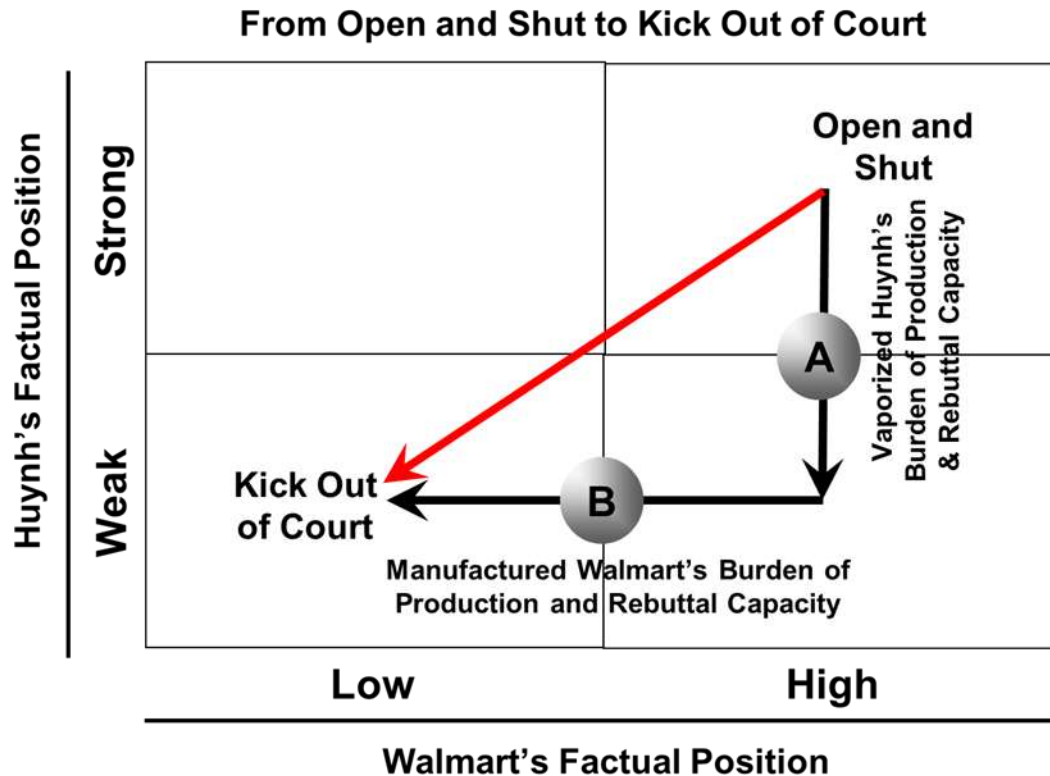 From Open and Shut to Kick Out of Court
Huynh’s Factual Position
Strong
Weak
Open and
Shut
Vaporized Huynh’s
Burden of Production
& Rebuttal Capacity
A
Kick Out
of Court
B
Manufactured Walmart’s Burden of
Production and Rebuttal Capacity
Low
High
Walmart’s Factual Position